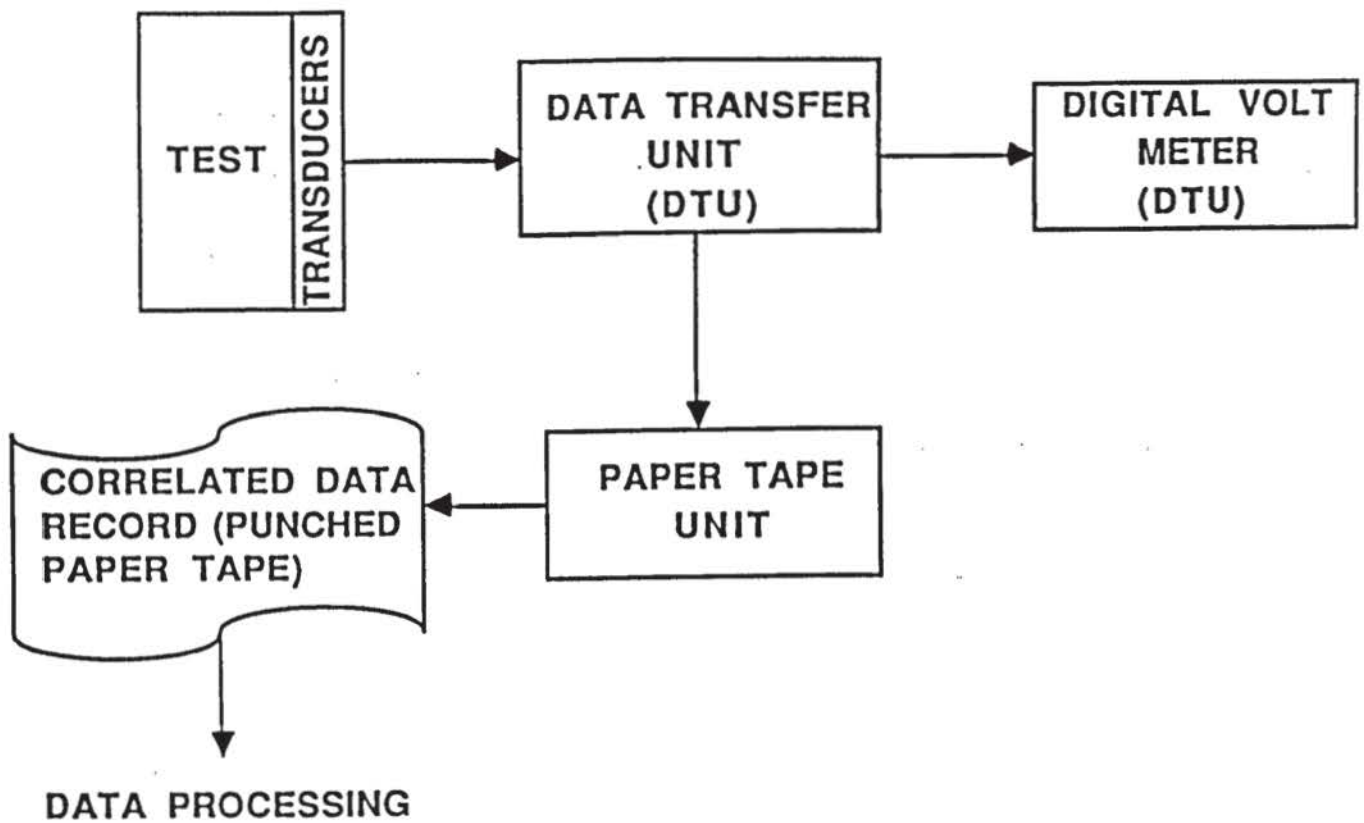 TEST
TRANSDUCERS
DATA TRANSFER
UNIT
(DTU)
DIGITAL VOLT
METER
(DTU)
PAPER TAPE
UNIT
CORRELATED DATA
RECORD (PUNCHED
PAPER TAPE)
DATA PROCESSING